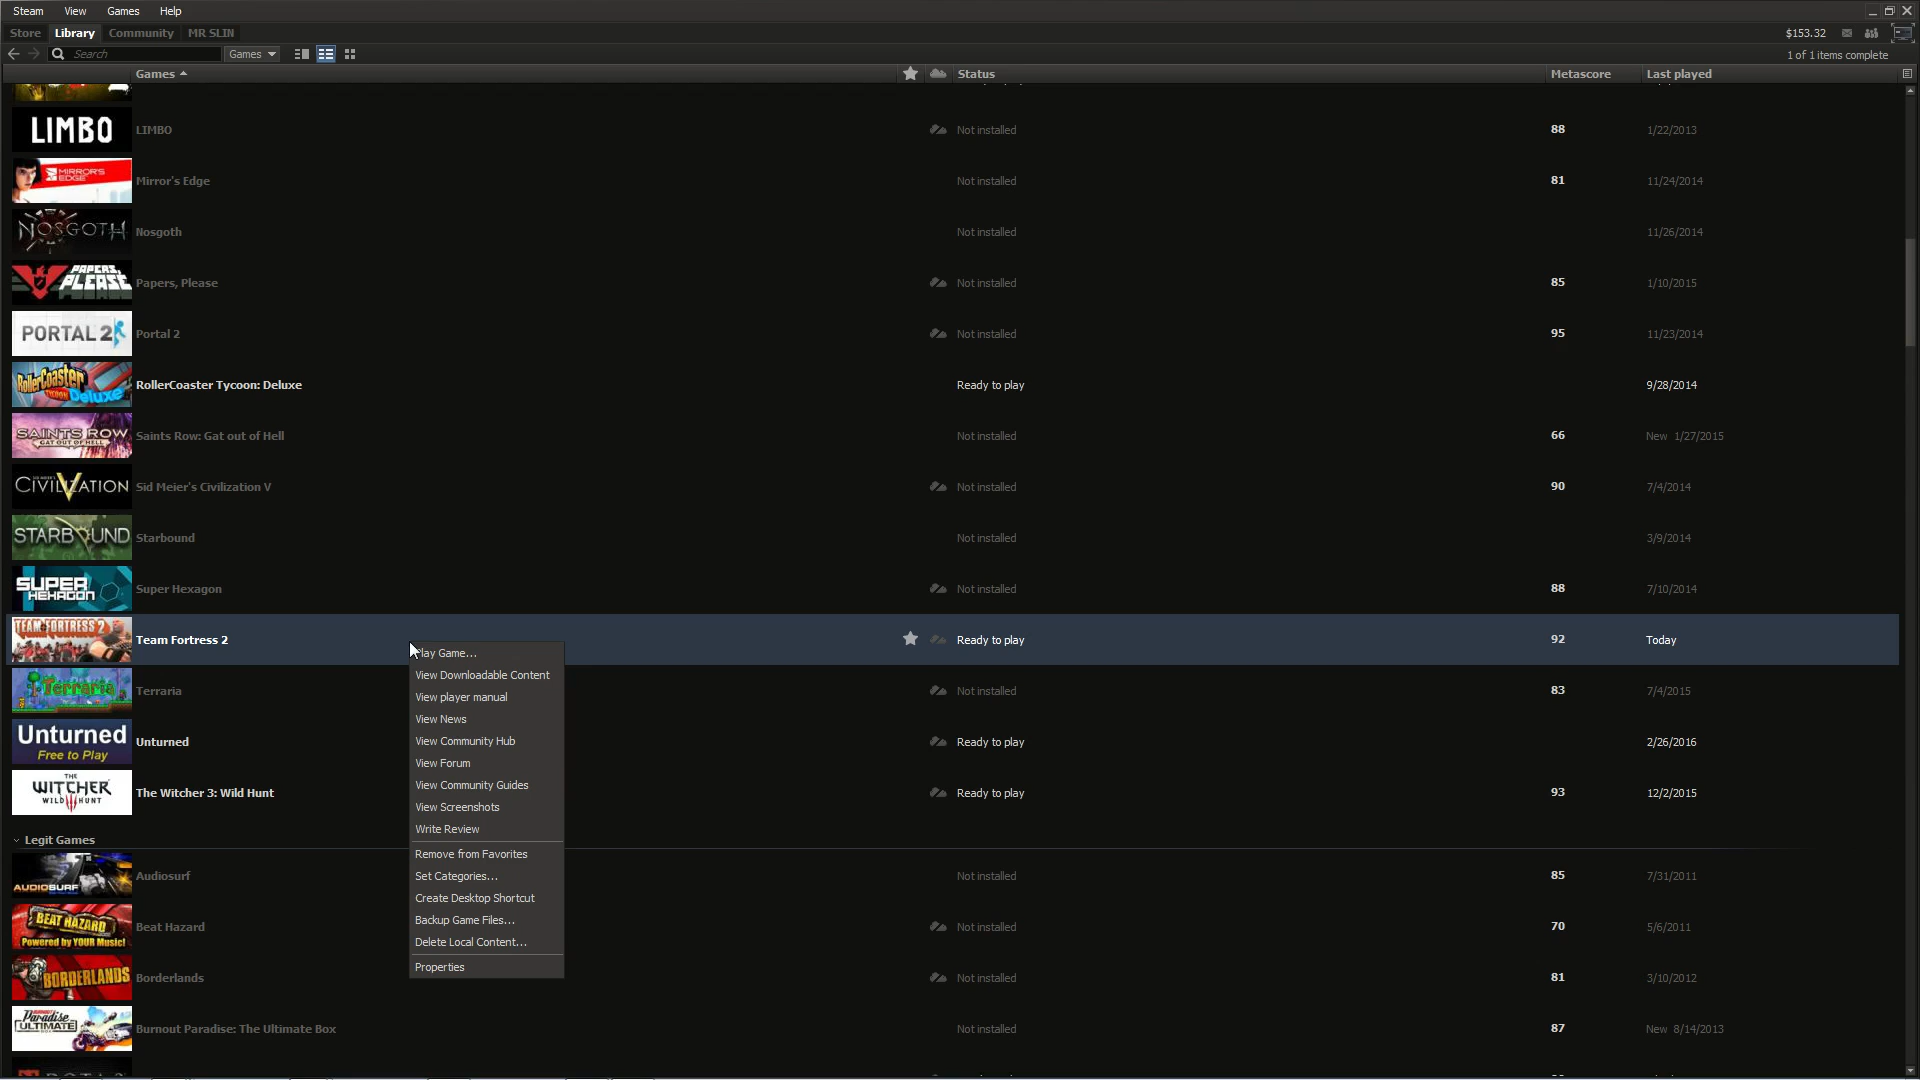 Steam View Games Help
Store Library Community MR SLIN $153.32
Search Games 1 of 1 items complete
Games Status Metascore Last played
LIMBO LIMBO Not installed 88 1/22/2013
MIRROR'S EDGE Mirror's Edge Not installed 81 11/24/2014
NOSGOTH Nosgoth Not installed 11/26/2014
PAPERS, PLEASE Papers, Please Not installed 85 1/10/2015
PORTAL 2 Portal 2 Not installed 95 11/23/2014
RollerCoaster Tycoon Deluxe RollerCoaster Tycoon: Deluxe Ready to play 9/28/2014
SAINTS ROW GAT OUT OF HELL Saints Row: Gat out of Hell Not installed 66 New 1/27/2015
CIVILIZATION V Sid Meier's Civilization V Not installed 90 7/4/2014
STARBOUND Starbound Not installed 3/9/2014
SUPER HEXAGON Super Hexagon Not installed 88 7/10/2014
TEAM FORTRESS 2 Team Fortress 2 Ready to play 92 Today
Play Game...
View Downloadable Content
Terraria Terraria Not installed 83 7/4/2015
View player manual
View News
Unturned Free to Play Unturned Ready to play 2/26/2016
View Community Hub
View Forum
THE WITCHER WILD HUNT The Witcher 3: Wild Hunt Ready to play 93 12/2/2015
View Community Guides
View Screenshots
Write Review
Legit Games
Remove from Favorites
AUDIOSURF Audiosurf Not installed 85 7/31/2011
Set Categories...
Create Desktop Shortcut
BEAT HAZARD Powered by YOUR Music! Beat Hazard Not installed 70 5/6/2011
Backup Game Files...
Delete Local Content...
BORDERLANDS Borderlands Not installed 81 3/10/2012
Properties
BURNOUT Paradise ULTIMATE BOX Burnout Paradise: The Ultimate Box Not installed 87 New 8/14/2013